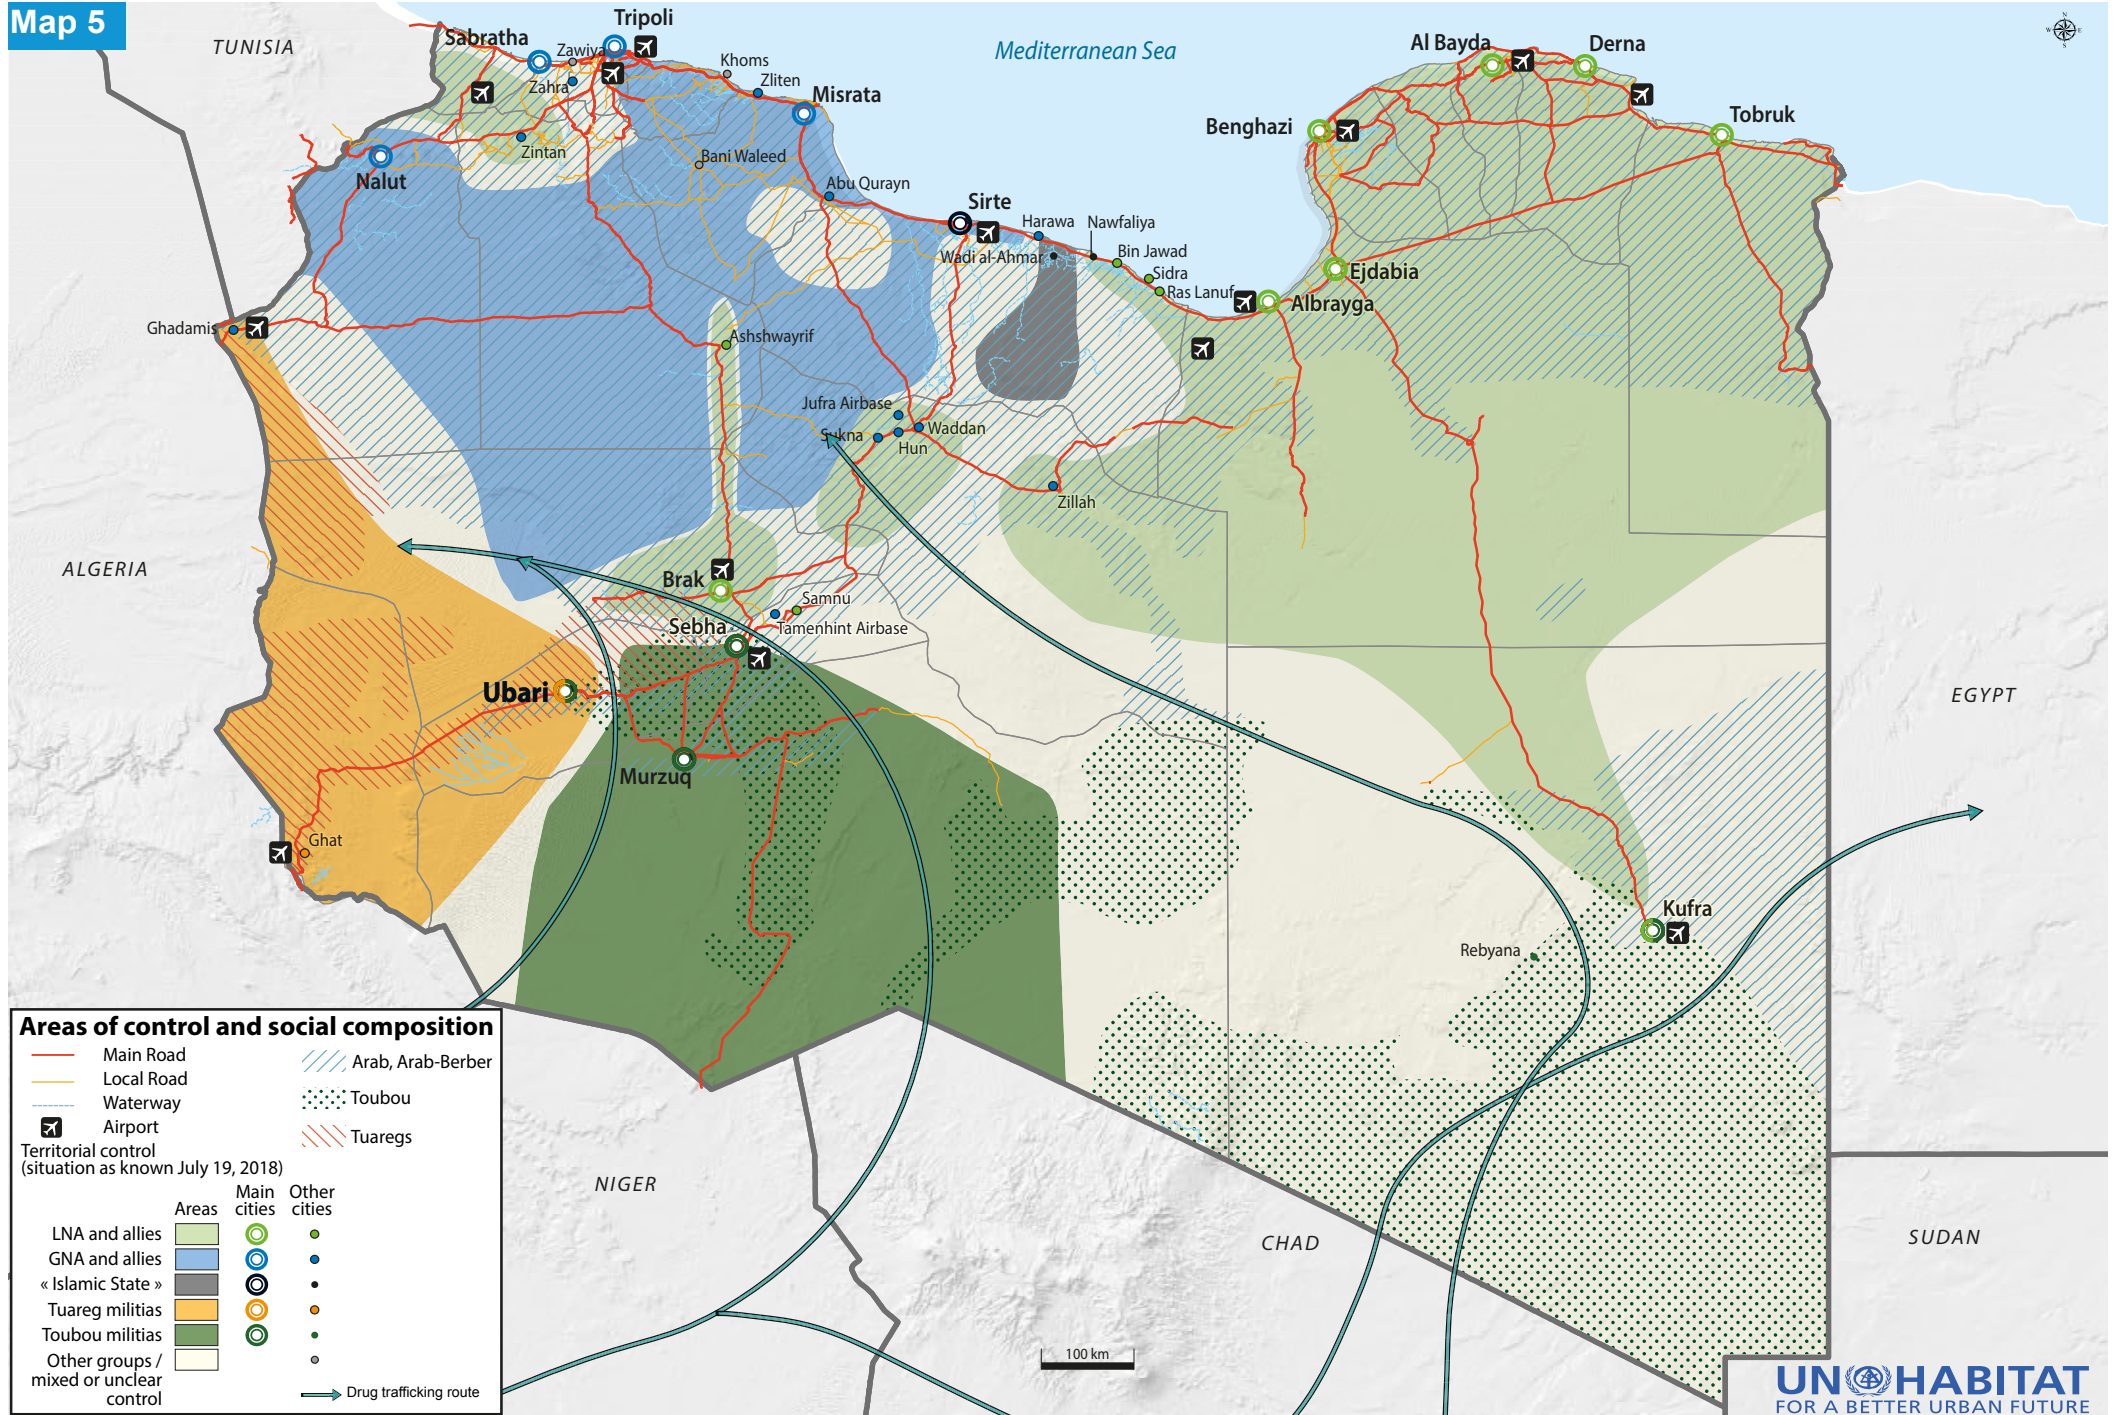 Map 5
TUNISIA
Mediterranean Sea
Tripoli
Sabratha
Zawiya
Zahra
Khoms
Zliten
Misrata
Al Bayda
Derna
Tobruk
Benghazi
Zintan
Bani Waleed
Nalut
Abu Qurayn
Sirte
Harawa
Nawfaliya
Wadi al-Ahmar
Bin Jawad
Sidra
Ras Lanuf
Ejdabia
Albrayga
Ghadamis
Ashshwayrif
Jufra Airbase
Sukna
Waddan
Hun
Zillah
ALGERIA
Brak
Samnu
Sebha
Tamenhint Airbase
Ubari
Murzuq
EGYPT
Ghat
Kufra
Rebyana
NIGER
CHAD
SUDAN
Areas of control and social composition
Main Road
Local Road
Waterway
Airport
Arab, Arab-Berber
Toubou
Tuaregs
Territorial control
(situation as known July 19, 2018)
Areas
Main
cities
Other
cities
LNA and allies
GNA and allies
« Islamic State »
Tuareg militias
Toubou militias
Other groups /
mixed or unclear
control
Drug trafficking route
100 km
N
W
E
S
UN HABITAT
FOR A BETTER URBAN FUTURE